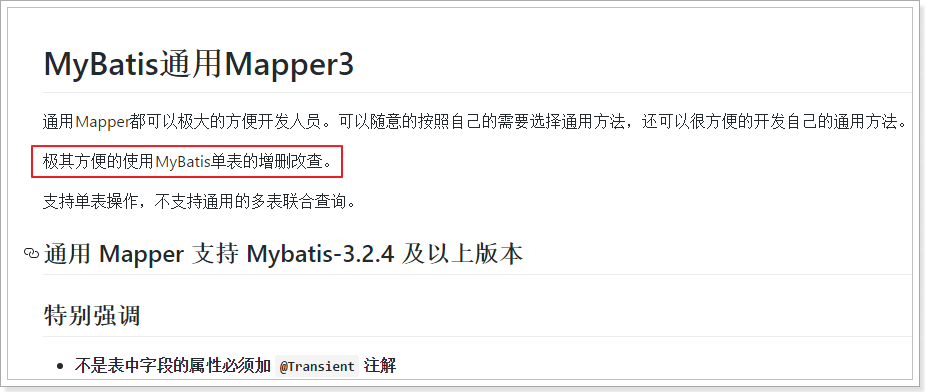 MyBatis通用Mapper3
通用Mapper都可以极大的方便开发人员。可以随意的按照自己的需要选择通用方法，还可以很方便的开发自己的通用方法。
极其方便的使用MyBatis单表的增删改查。
支持单表操作，不支持通用的多表联合查询。
通用 Mapper 支持 Mybatis-3.2.4 及以上版本
特别强调
• 不是表中字段的属性必须加 @Transient 注解